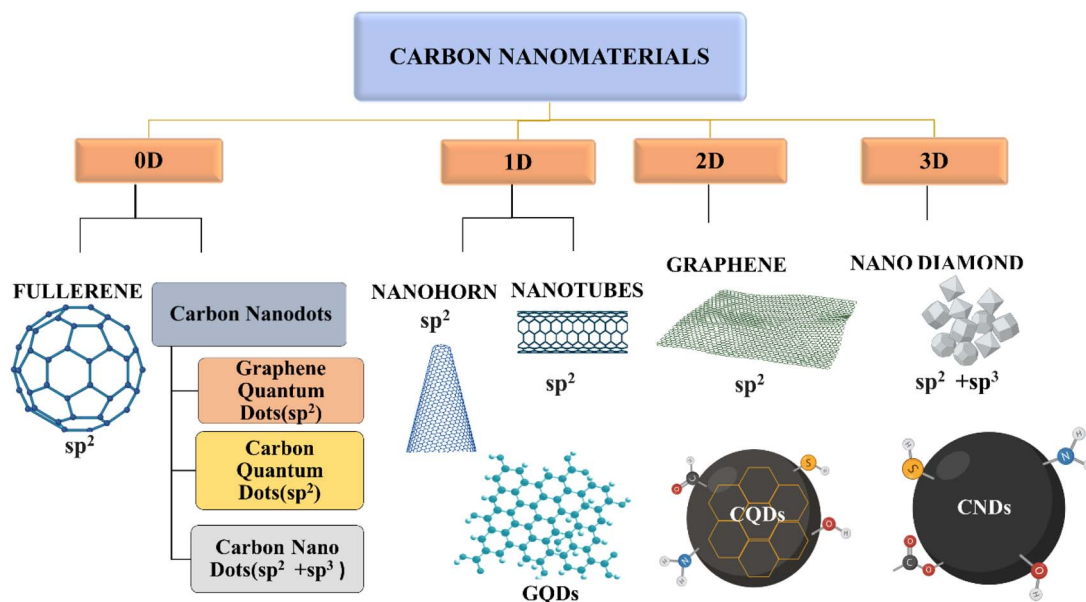 CARBON NANOMATERIALS
0D
1D
2D
3D
FULLERENE
sp²
Carbon Nanodots
Graphene
Quantum
Dots(sp²)
Carbon
Quantum
Dots(sp²)
Carbon Nano
Dots(sp² +sp³ )
NANOHORN
sp²
NANOTUBES
sp²
GRAPHENE
sp²
NANO DIAMOND
sp² +sp³
GQDs
H
O
C
S
H
CQDs
O
H
N
H
H
H
S
H
N
CNDs
O
C
O
O
H